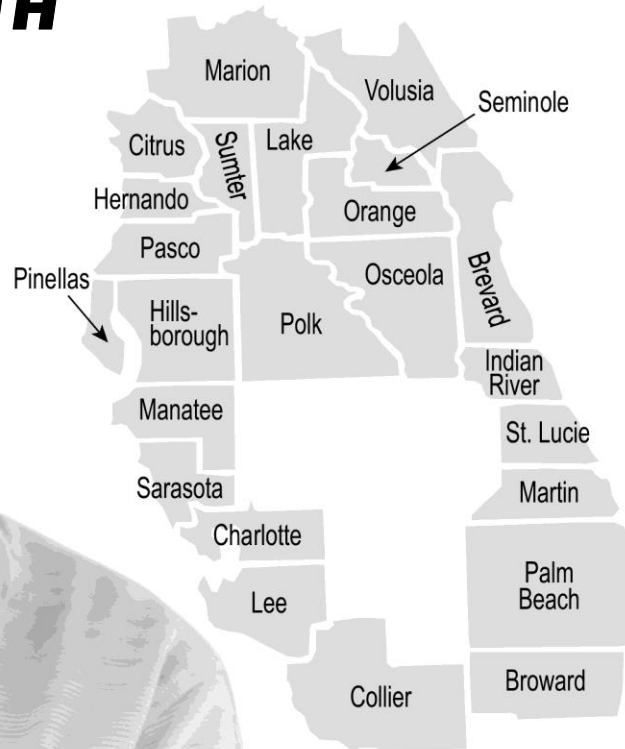 TH
Marion
Volusia
Seminole
Citrus
Sumter
Lake
Hernando
Orange
Pasco
Osceola
Pinellas
Brevard
Hills-
borough
Polk
Indian
River
Manatee
St. Lucie
Sarasota
Martin
Charlotte
Palm
Beach
Lee
Broward
Collier